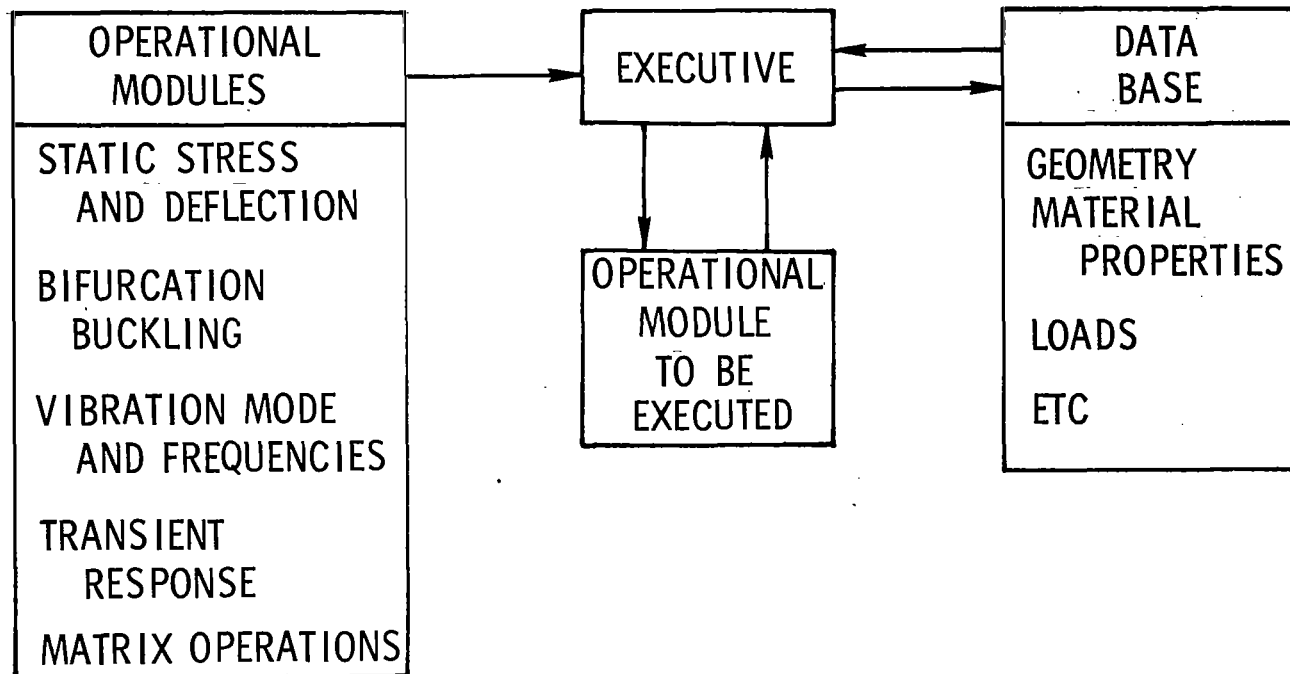 OPERATIONAL
MODULES
STATIC STRESS
AND DEFLECTION
BIFURCATION
BUCKLING
VIBRATION MODE
AND FREQUENCIES
TRANSIENT
RESPONSE
MATRIX OPERATIONS
EXECUTIVE
OPERATIONAL
MODULE
TO BE
EXECUTED
DATA
BASE
GEOMETRY
MATERIAL
PROPERTIES
LOADS
ETC